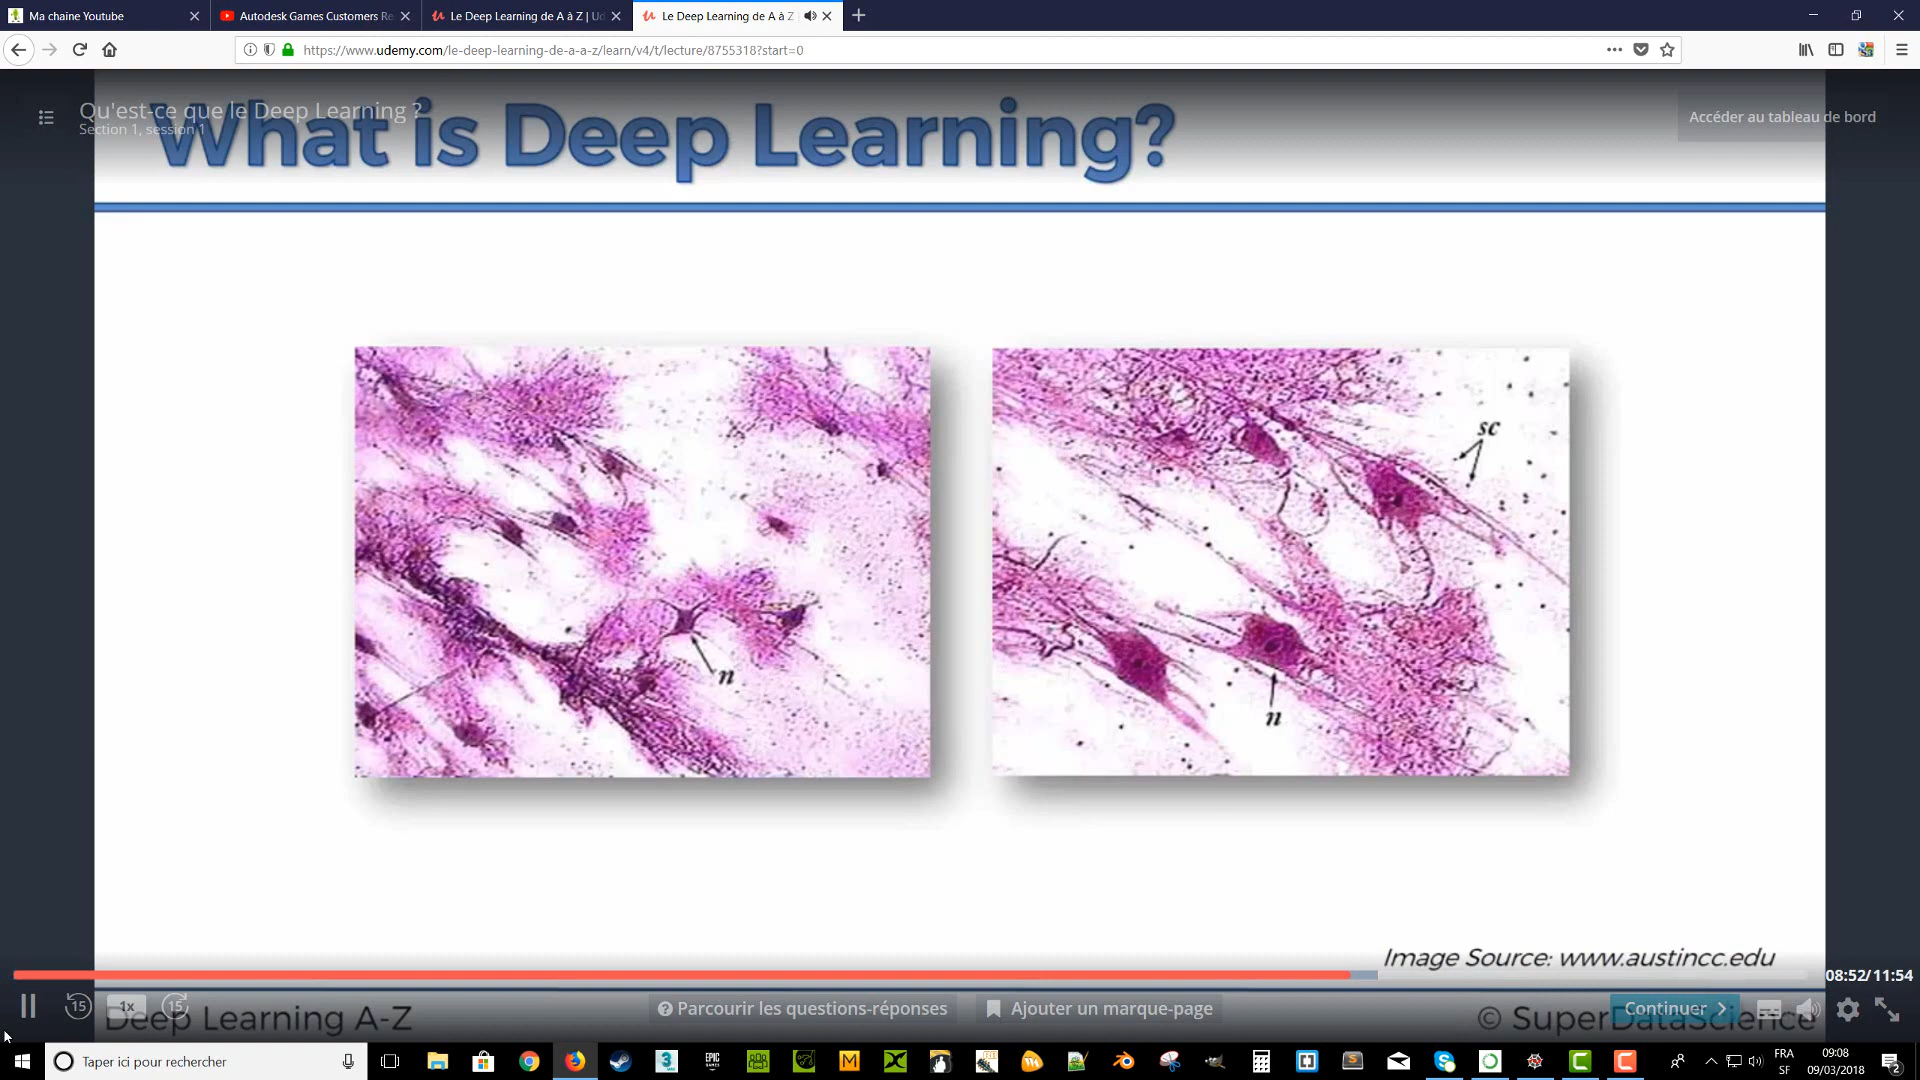 Ma chaine Youtube
Autodesk Games Customers Re
Le Deep Learning de A à Z | Ud
Le Deep Learning de A à Z
https://www.udemy.com/le-deep-learning-de-a-a-z/learn/v4/t/lecture/8755318?start=0
Qu'est-ce que le Deep Learning ?
Section 1, session 1
Accéder au tableau de bord
What is Deep Learning?
sc
n
n
Image Source: www.austincc.edu
08:52/11:54
15
1x
15
Parcourir les questions-réponses
Ajouter un marque-page
Continuer
Deep Learning A-Z
© SuperDataScience
Taper ici pour rechercher
3
EPIC
GAMES
M
FRA
SF
09:08
09/03/2018
2